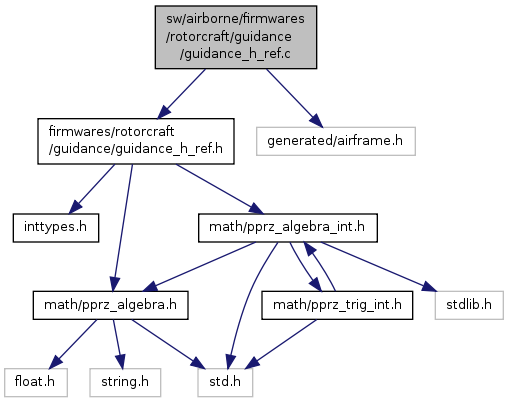 sw/airborne/firmwares
/rotorcraft/guidance
/guidance_h_ref.c
firmwares/rotorcraft
/guidance/guidance_h_ref.h
generated/airframe.h
inttypes.h
math/pprz_algebra_int.h
math/pprz_algebra.h
math/pprz_trig_int.h
stdlib.h
float.h
string.h
std.h